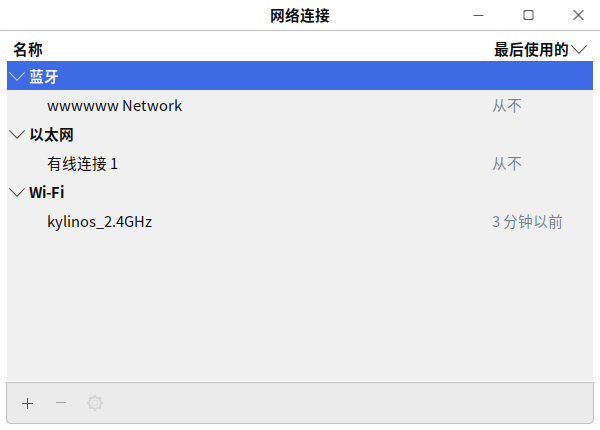 网络连接
名称 最后使用的
蓝牙
wwwwww Network 从不
以太网
有线连接 1 从不
Wi-Fi
kylinos_2.4GHz 3 分钟以前